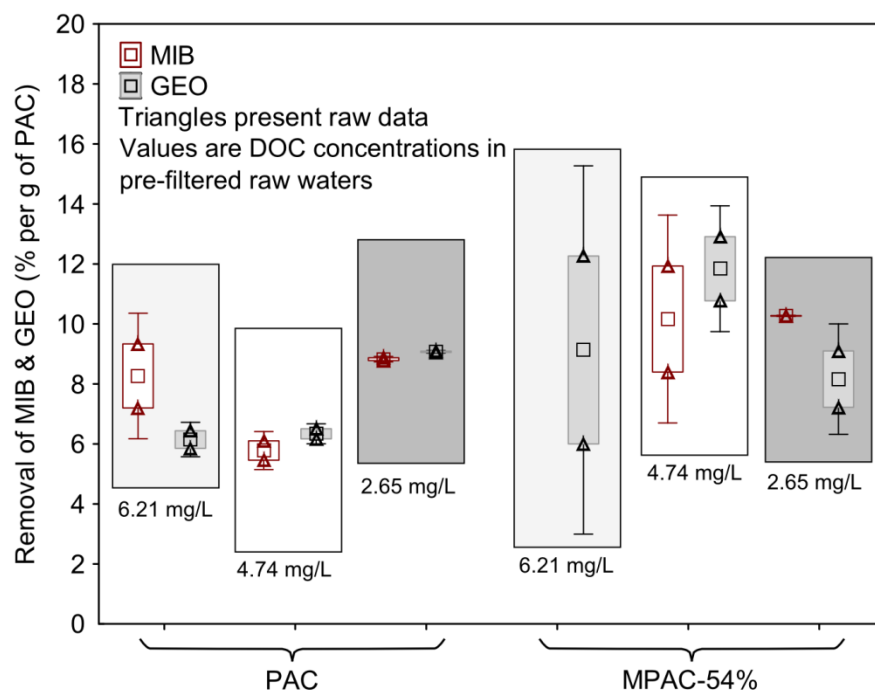 Removal of MIB & GEO (% per g of PAC)
20
18
16
14
12
10
8
6
4
2
0
MIB
GEO
Triangles present raw data
Values are DOC concentrations in
pre-filtered raw waters
6.21 mg/L
4.74 mg/L
2.65 mg/L
6.21 mg/L
4.74 mg/L
2.65 mg/L
PAC
MPAC-54%